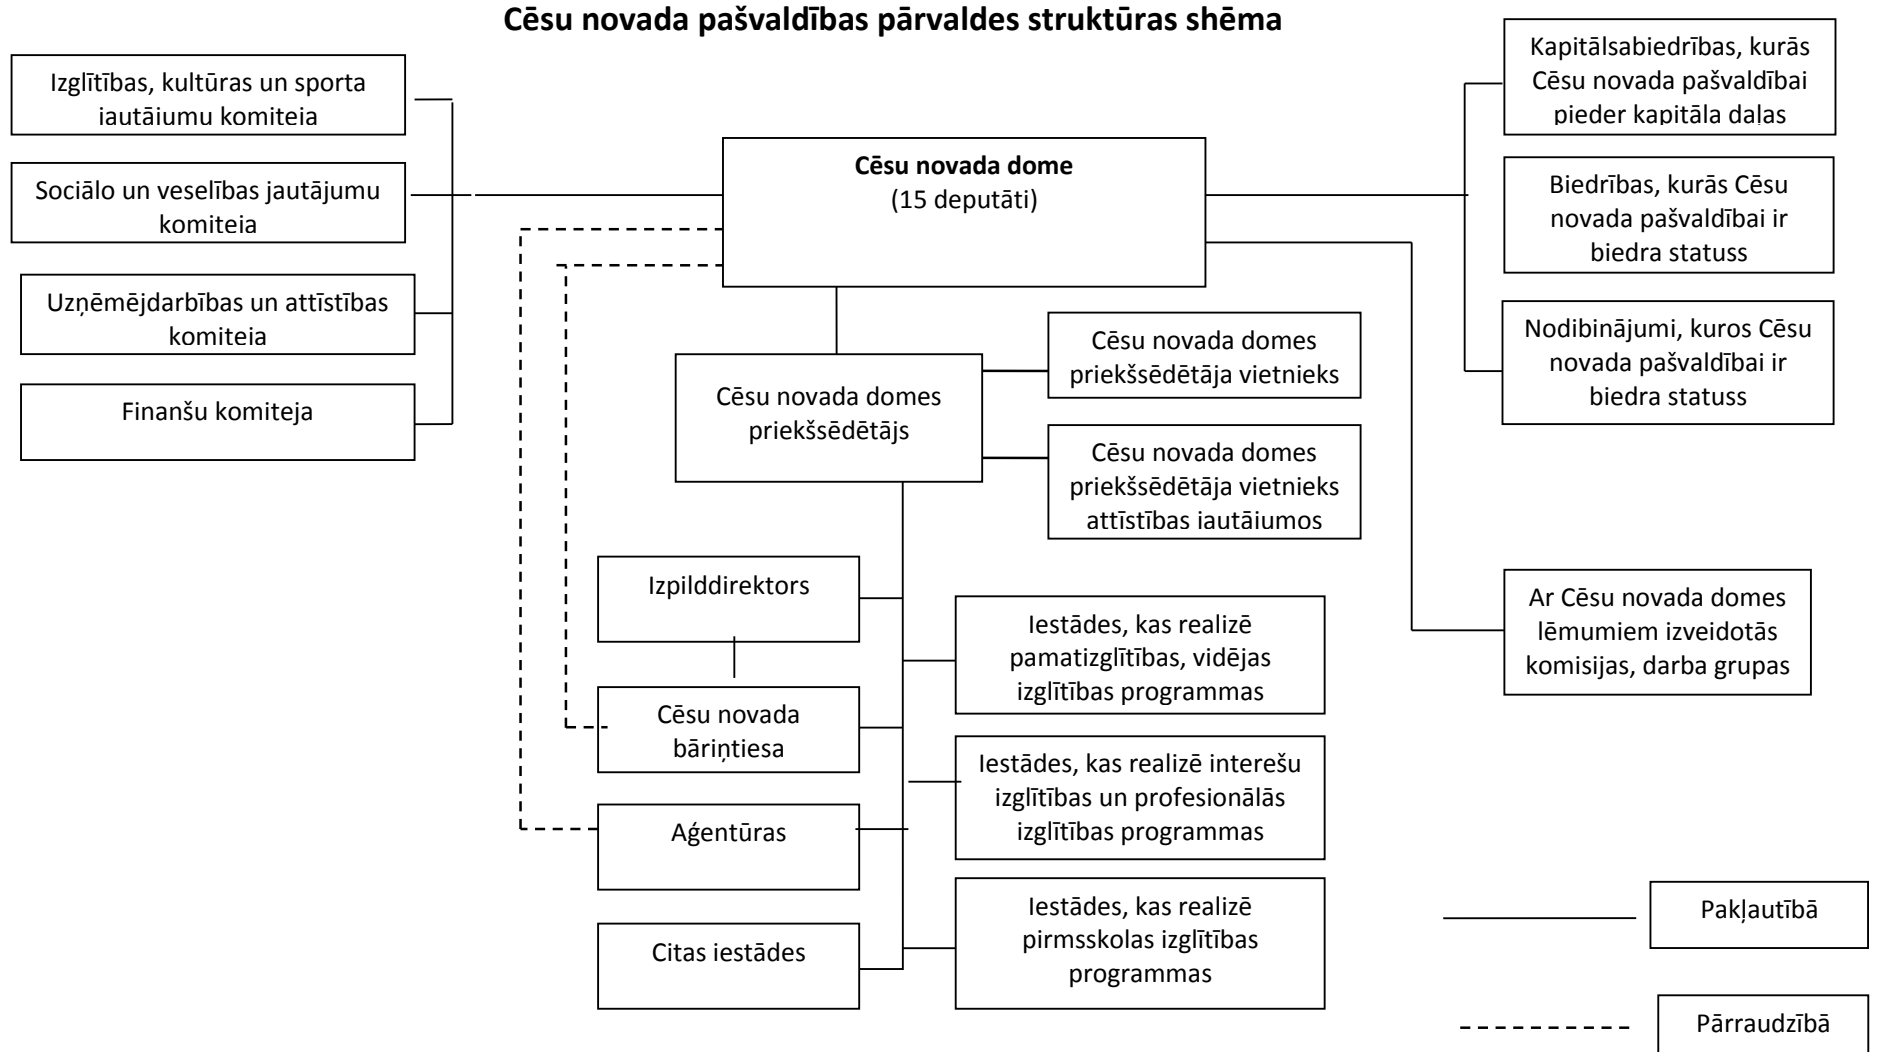 Cēsu novada pašvaldības pārvaldes struktūras shēma
Izglītības, kultūras un sporta
iautāiumu komiteia
Sociālo un veselības jautājumu
komiteia
Uzņēmējdarbības un attīstības
komiteia
Finanšu komiteja
Cēsu novada dome
(15 deputāti)
Kapitālsabiedrības, kurās
Cēsu novada pašvaldībai
pieder kapitāla daļas
Biedrības, kurās Cēsu
novada pašvaldībai ir
biedra statuss
Nodibinājumi, kuros Cēsu
novada pašvaldībai ir
biedra statuss
Cēsu novada domes
priekšsēdētājs
Cēsu novada domes
priekšsēdētāja vietnieks
Cēsu novada domes
priekšsēdētāja vietnieks
attīstības iautāiumos
Izpilddirektors
Cēsu novada
bāriņtiesa
Aģentūras
Citas iestādes
Iestādes, kas realizē
pamatizglītības, vidējas
izglītības programmas
Iestādes, kas realizē interešu
izglītības un profesionālās
izglītības programmas
Iestādes, kas realizē
pirmsskolas izglītības
programmas
Ar Cēsu novada domes
lēmumiem izveidotās
komisijas, darba grupas
Pakļautībā
Pārraudzībā